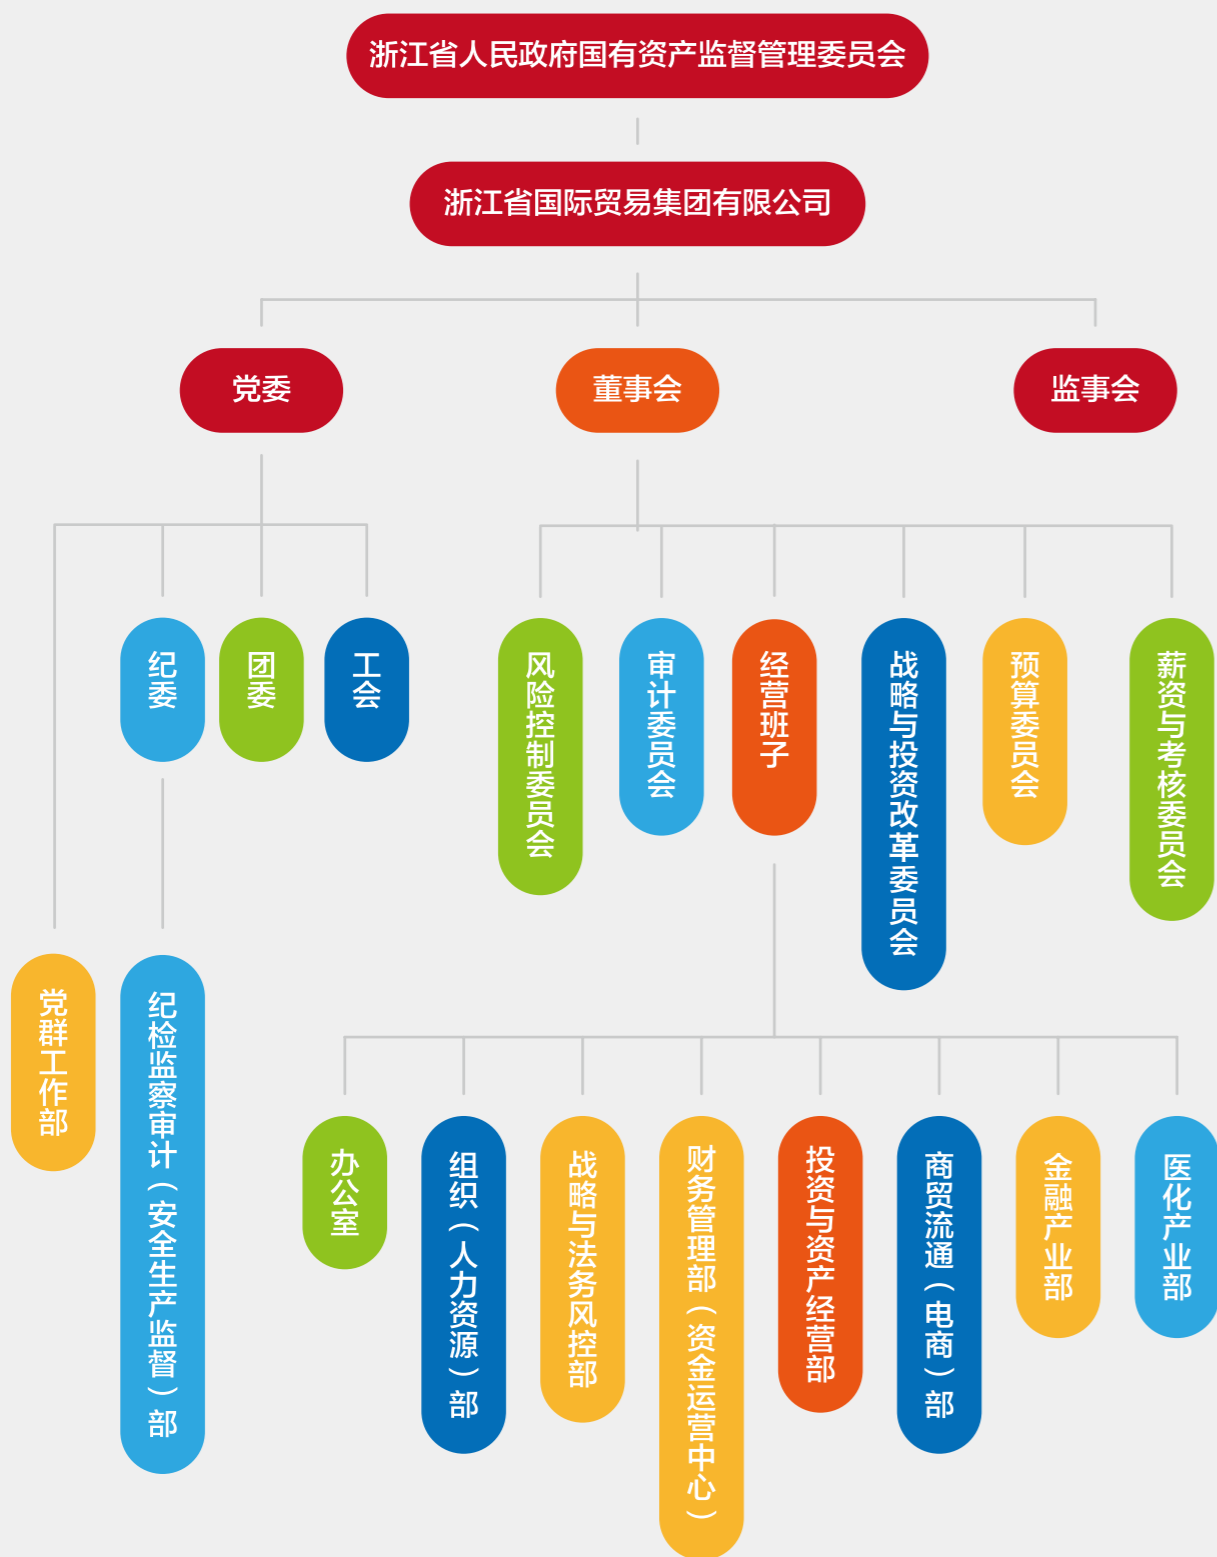 浙江省人民政府国有资产监督管理委员会
浙江省国际贸易集团有限公司
党委
董事会
监事会
纪委
团委
工会
风险控制委员会
审计委员会
经营班子
战略与投资改革委员会
预算委员会
薪资与考核委员会
党群工作部
纪检监察审计（安全生产监督）部
办公室
组织（人力资源）部
战略与法务风控部
财务管理部（资金运营中心）
投资与资产经营部
商贸流通（电商）部
金融产业部
医化产业部